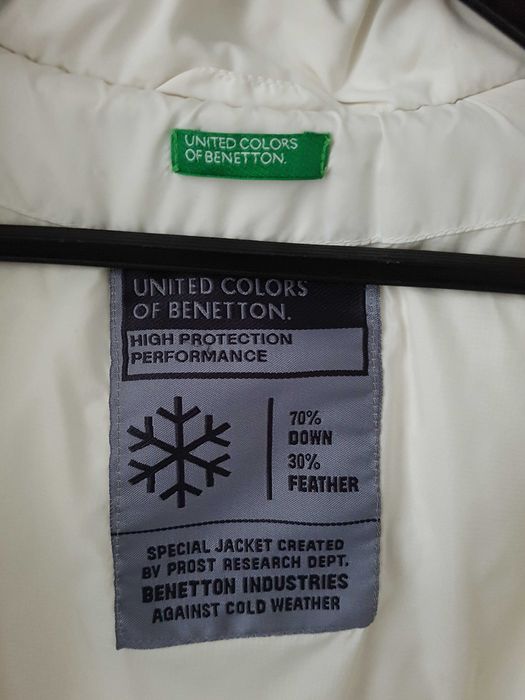 UNITED COLORS
OF BENETTON.
UNITED COLORS
OF BENETTON.
HIGH PROTECTION
PERFORMANCE
70%
DOWN
30%
FEATHER
SPECIAL JACKET CREATED
BY PROST RESEARCH DEPT.
BENETTON INDUSTRIES
AGAINST COLD WEATHER